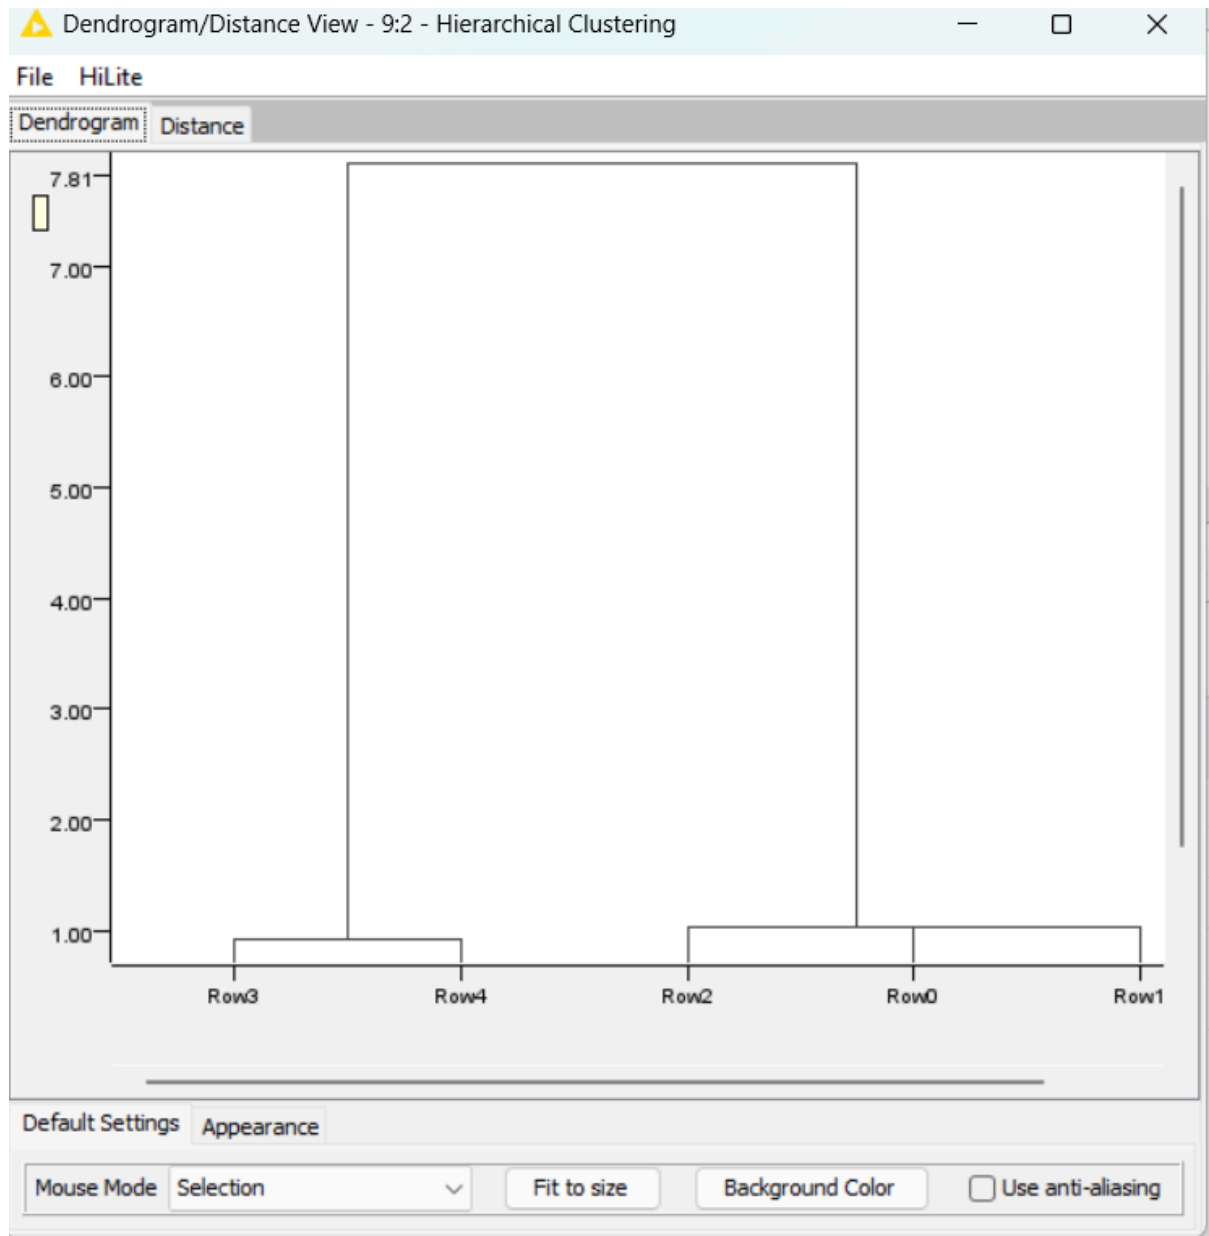 Dendrogram/Distance View - 9:2 - Hierarchical Clustering
File HiLite
Dendrogram Distance
7.81
7.00
6.00
5.00
4.00
3.00
2.00
1.00
Row3 Row4 Row2 Row0 Row1
Default Settings Appearance
Mouse Mode Selection Fit to size Background Color Use anti-aliasing